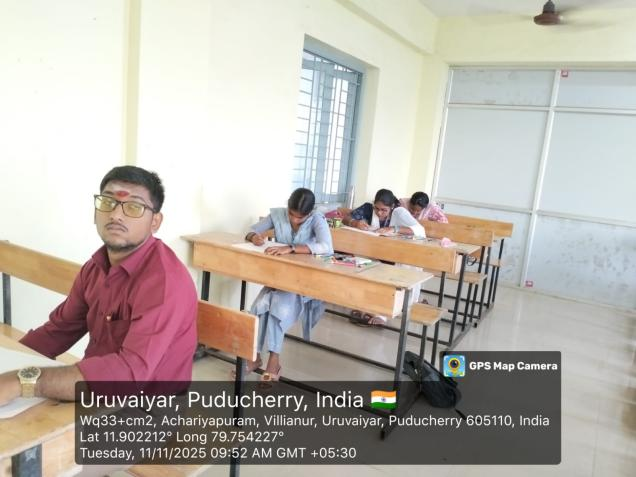 GPS Map Camera
Uruvaiyar, Puducherry, India 🇮🇳
Wq33+cm2, Achariyapuram, Villianur, Uruvaiyar, Puducherry 605110, India
Lat 11.902212° Long 79.754227°
Tuesday, 11/11/2025 09:52 AM GMT +05:30